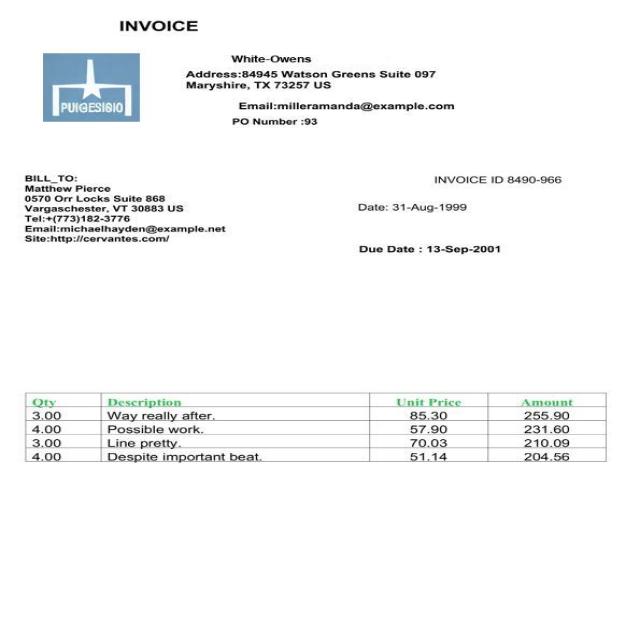 INVOICE
White-Owens
Address:84945 Watson Greens Suite 097
Maryshire, TX 73257 US
PUIGESIGIO
Email:milleramanda@example.com
PO Number :93
BILL_TO:
Matthew Pierce
0570 Orr Locks Suite 868
Vargaschester, VT 30883 US
Tel:+(773)182-3776
Email:michaelhayden@example.net
Site:http://cervantes.com/
INVOICE ID 8490-966
Date: 31-Aug-1999
Due Date : 13-Sep-2001
Qty Description Unit Price Amount
3.00 Way really after. 85.30 255.90
4.00 Possible work. 57.90 231.60
3.00 Line pretty. 70.03 210.09
4.00 Despite important beat. 51.14 204.56